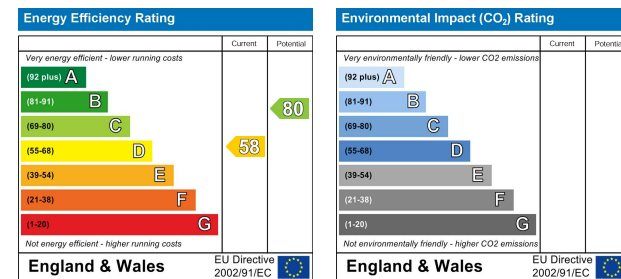 Energy Efficiency Rating
Current Potential
Very energy efficient - lower running costs
(92 plus) A
(81-91) B
(69-80) C
(55-68) D
(39-54) E
(21-38) F
(1-20) G
80
58
Not energy efficient - higher running costs
England & Wales
EU Directive
2002/91/EC
Environmental Impact (CO2) Rating
Current Potential
Very environmentally friendly - lower CO2 emissions
(92 plus) A
(81-91) B
(69-80) C
(55-68) D
(39-54) E
(21-38) F
(1-20) G
Not environmentally friendly - higher CO2 emissions
England & Wales
EU Directive
2002/91/EC